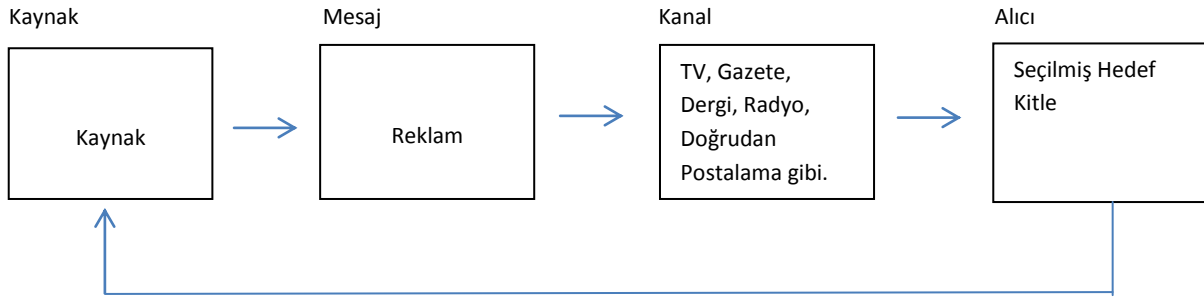 Kaynak
Mesaj
Kanal
Alıcı
Kaynak
Reklam
TV, Gazete,
Dergi, Radyo,
Doğrudan
Postalama gibi.
Seçilmiş Hedef
Kitle